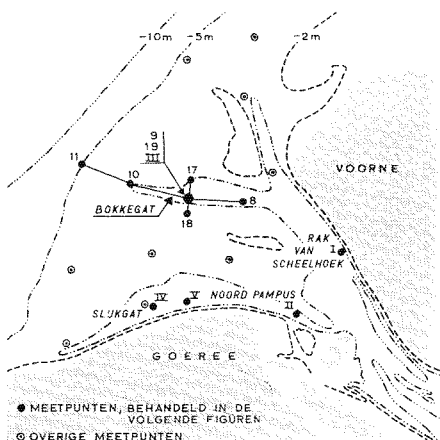 -10m -5m -2m
VOORNE
9
19
III
17
11
10
8
BOKKEGAT
18
RAK
VAN
SCHEELHOEK
I
IV
V
NOORD PAMPUS
II
SLIJKGAT
GOEREE
MEETPUNTEN, BEHANDELD IN DE
VOLGENDE FIGUREN
OVERIGE MEETPUNTEN